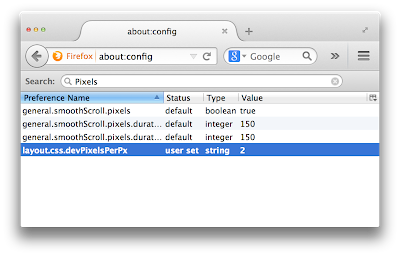 about:config
Firefox about:config Google
Search: Pixels
Preference Name Status Type Value
general.smoothScroll.pixels default boolean true
general.smoothScroll.pixels.durat... default integer 150
general.smoothScroll.pixels.durat... default integer 150
layout.css.devPixelsPerPx user set string 2